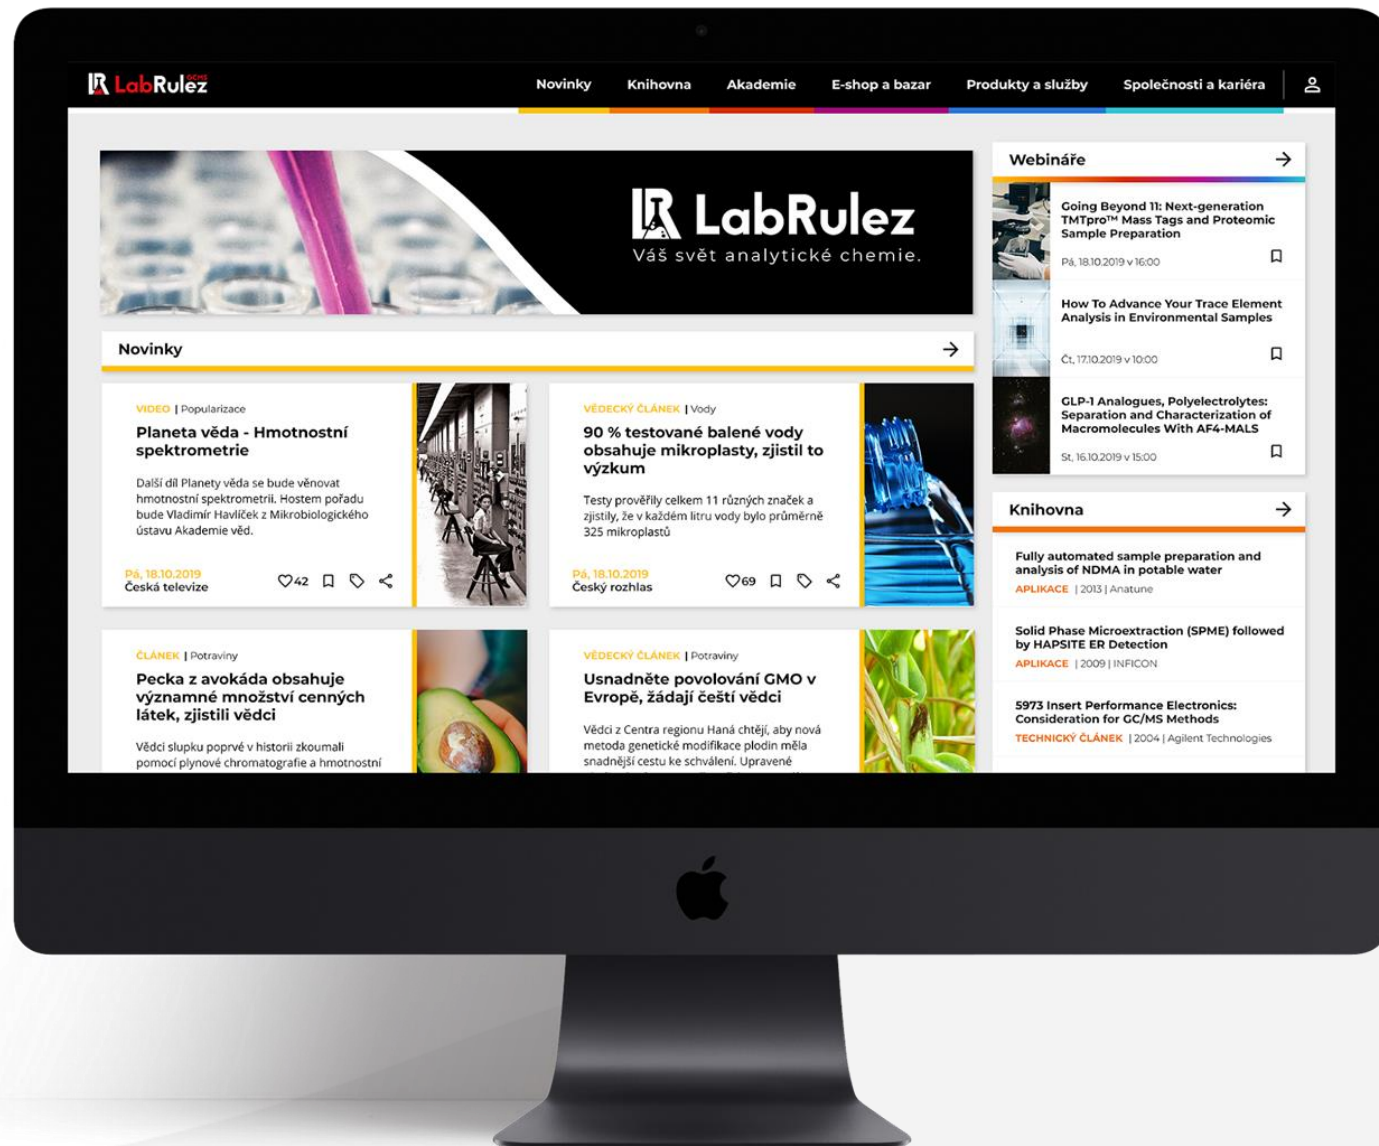 LabRulez
GCMS
Novinky
Knihovna
Akademie
E-shop a bazar
Produkty a služby
Společnosti a kariéra
LabRulez
Váš svět analytické chemie.
Novinky
VIDEO | Popularizace
Planeta věda - Hmotnostní
spektrometrie
Další díl Planety věda se bude věnovat
hmotnostní spektrometrii. Hostem pořadu
bude Vladimír Havlíček z Mikrobiologického
ústavu Akademie věd.
Pá, 18.10.2019
Česká televize
42
VĚDECKÝ ČLÁNEK | Vody
90 % testované balené vody
obsahuje mikroplasty, zjistil to
výzkum
Testy prověřily celkem 11 různých značek a
zjistily, že v každém litru vody bylo průměrně
325 mikroplastů
Pá, 18.10.2019
Český rozhlas
69
ČLÁNEK | Potraviny
Pecka z avokáda obsahuje
významné množství cenných
látek, zjistili vědci
Vědci slupku poprvé v historii zkoumali
pomocí plynové chromatografie a hmotnostní
VĚDECKÝ ČLÁNEK | Potraviny
Usnadněte povolování GMO v
Evropě, žádají čeští vědci
Vědci z Centra regionu Haná chtějí, aby nová
metoda genetické modifikace plodin měla
snadnější cestu ke schválení. Upravené
Webináře
Going Beyond 11: Next-generation
TMTpro™ Mass Tags and Proteomic
Sample Preparation
Pá, 18.10.2019 v 16:00
How To Advance Your Trace Element
Analysis in Environmental Samples
Čt, 17.10.2019 v 10:00
GLP-1 Analogues, Polyelectrolytes:
Separation and Characterization of
Macromolecules With AF4-MALS
St, 16.10.2019 v 15:00
Knihovna
Fully automated sample preparation and
analysis of NDMA in potable water
APLIKACE | 2013 | Anatune
Solid Phase Microextraction (SPME) followed
by HAPSITE ER Detection
APLIKACE | 2009 | INFICON
5973 Insert Performance Electronics:
Consideration for GC/MS Methods
TECHNICKÝ ČLÁNEK | 2004 | Agilent Technologies